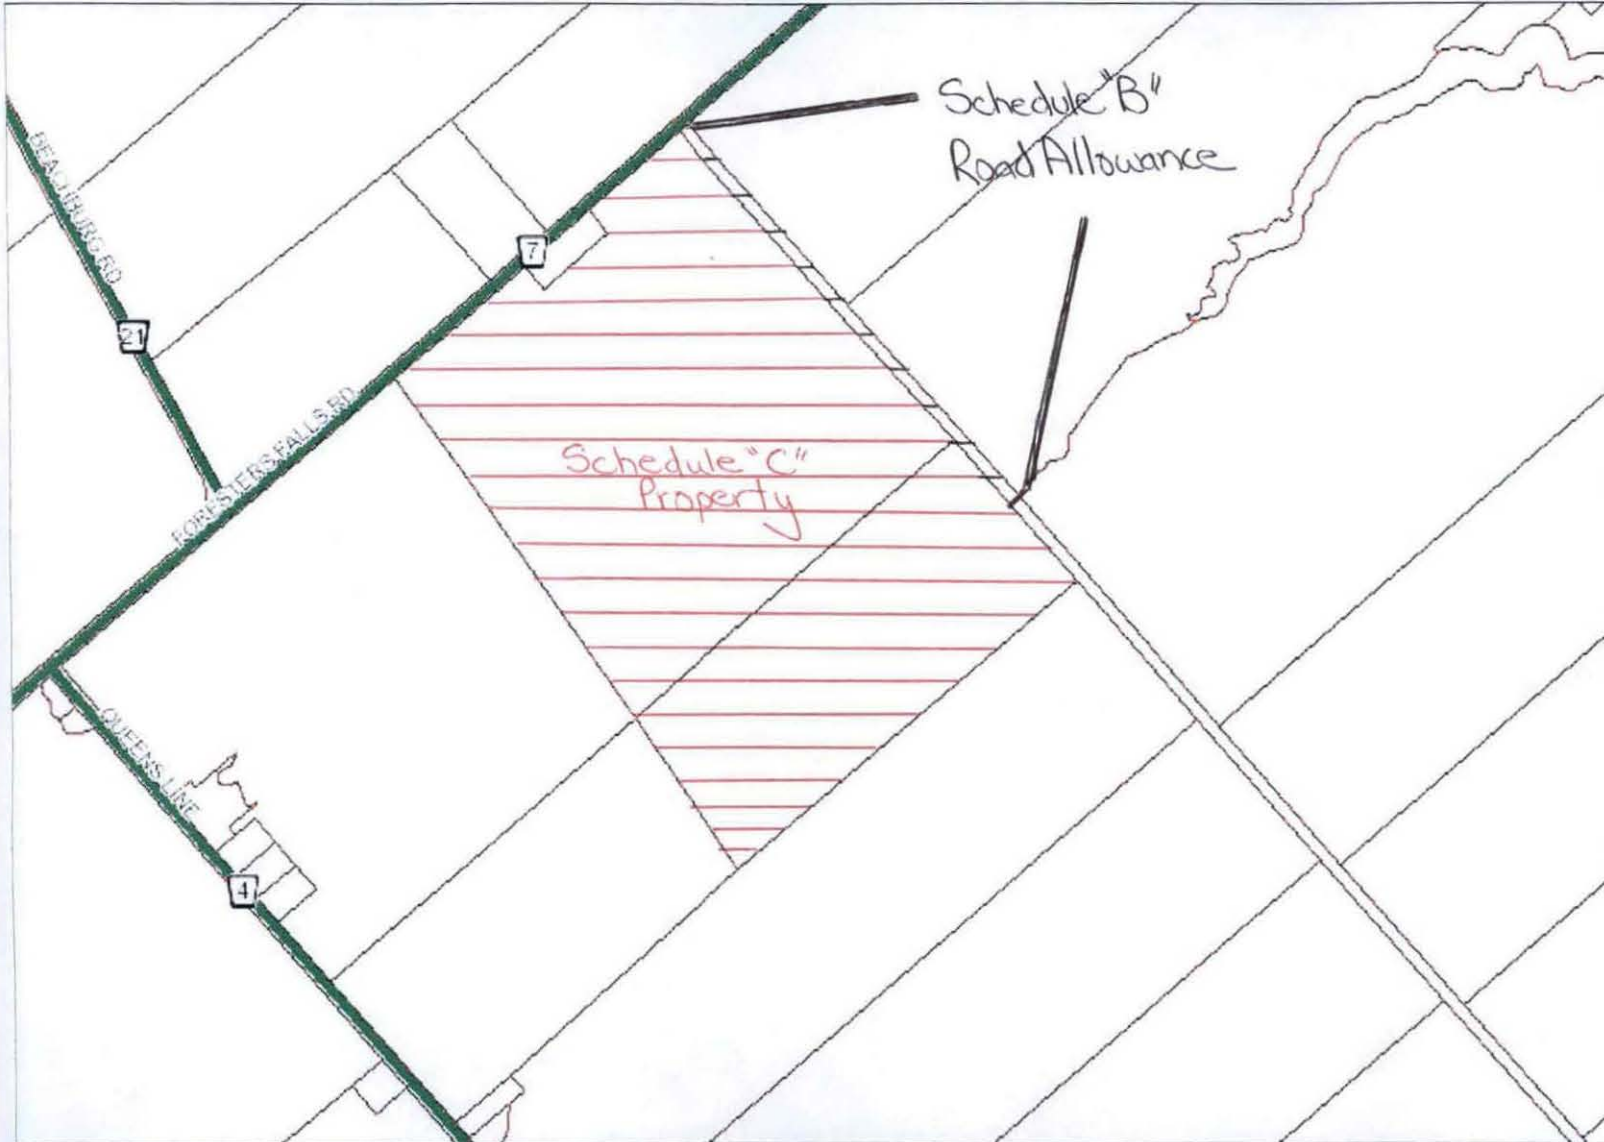 Schedule "B"
Road Allowance
BEACHBURG RD
7
21
FORESTERS FALLS RD
Schedule "C"
Property
QUEENS LINE
4